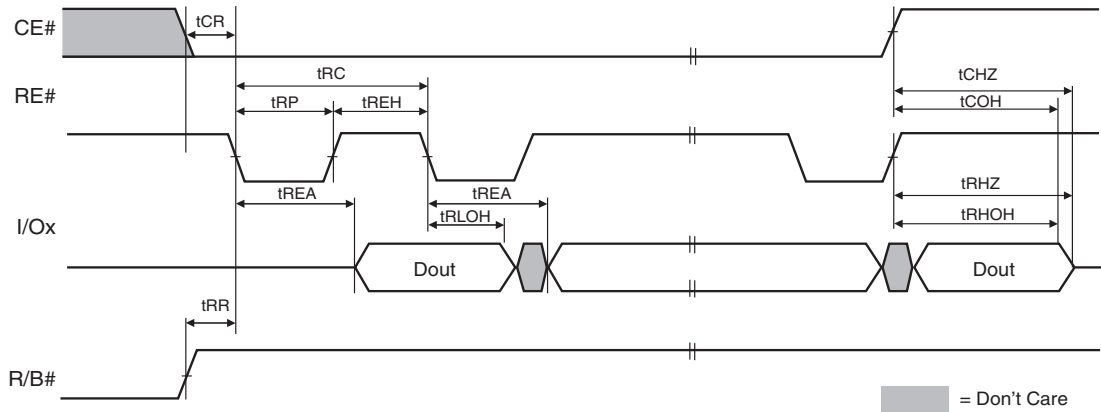 CE#
tCR
tRC
tCHZ
RE#
tCOH
tRP
tREH
tREA
tREA
tRHZ
tRLOH
tRHOH
I/Ox
Dout
Dout
tRR
R/B#
= Don't Care